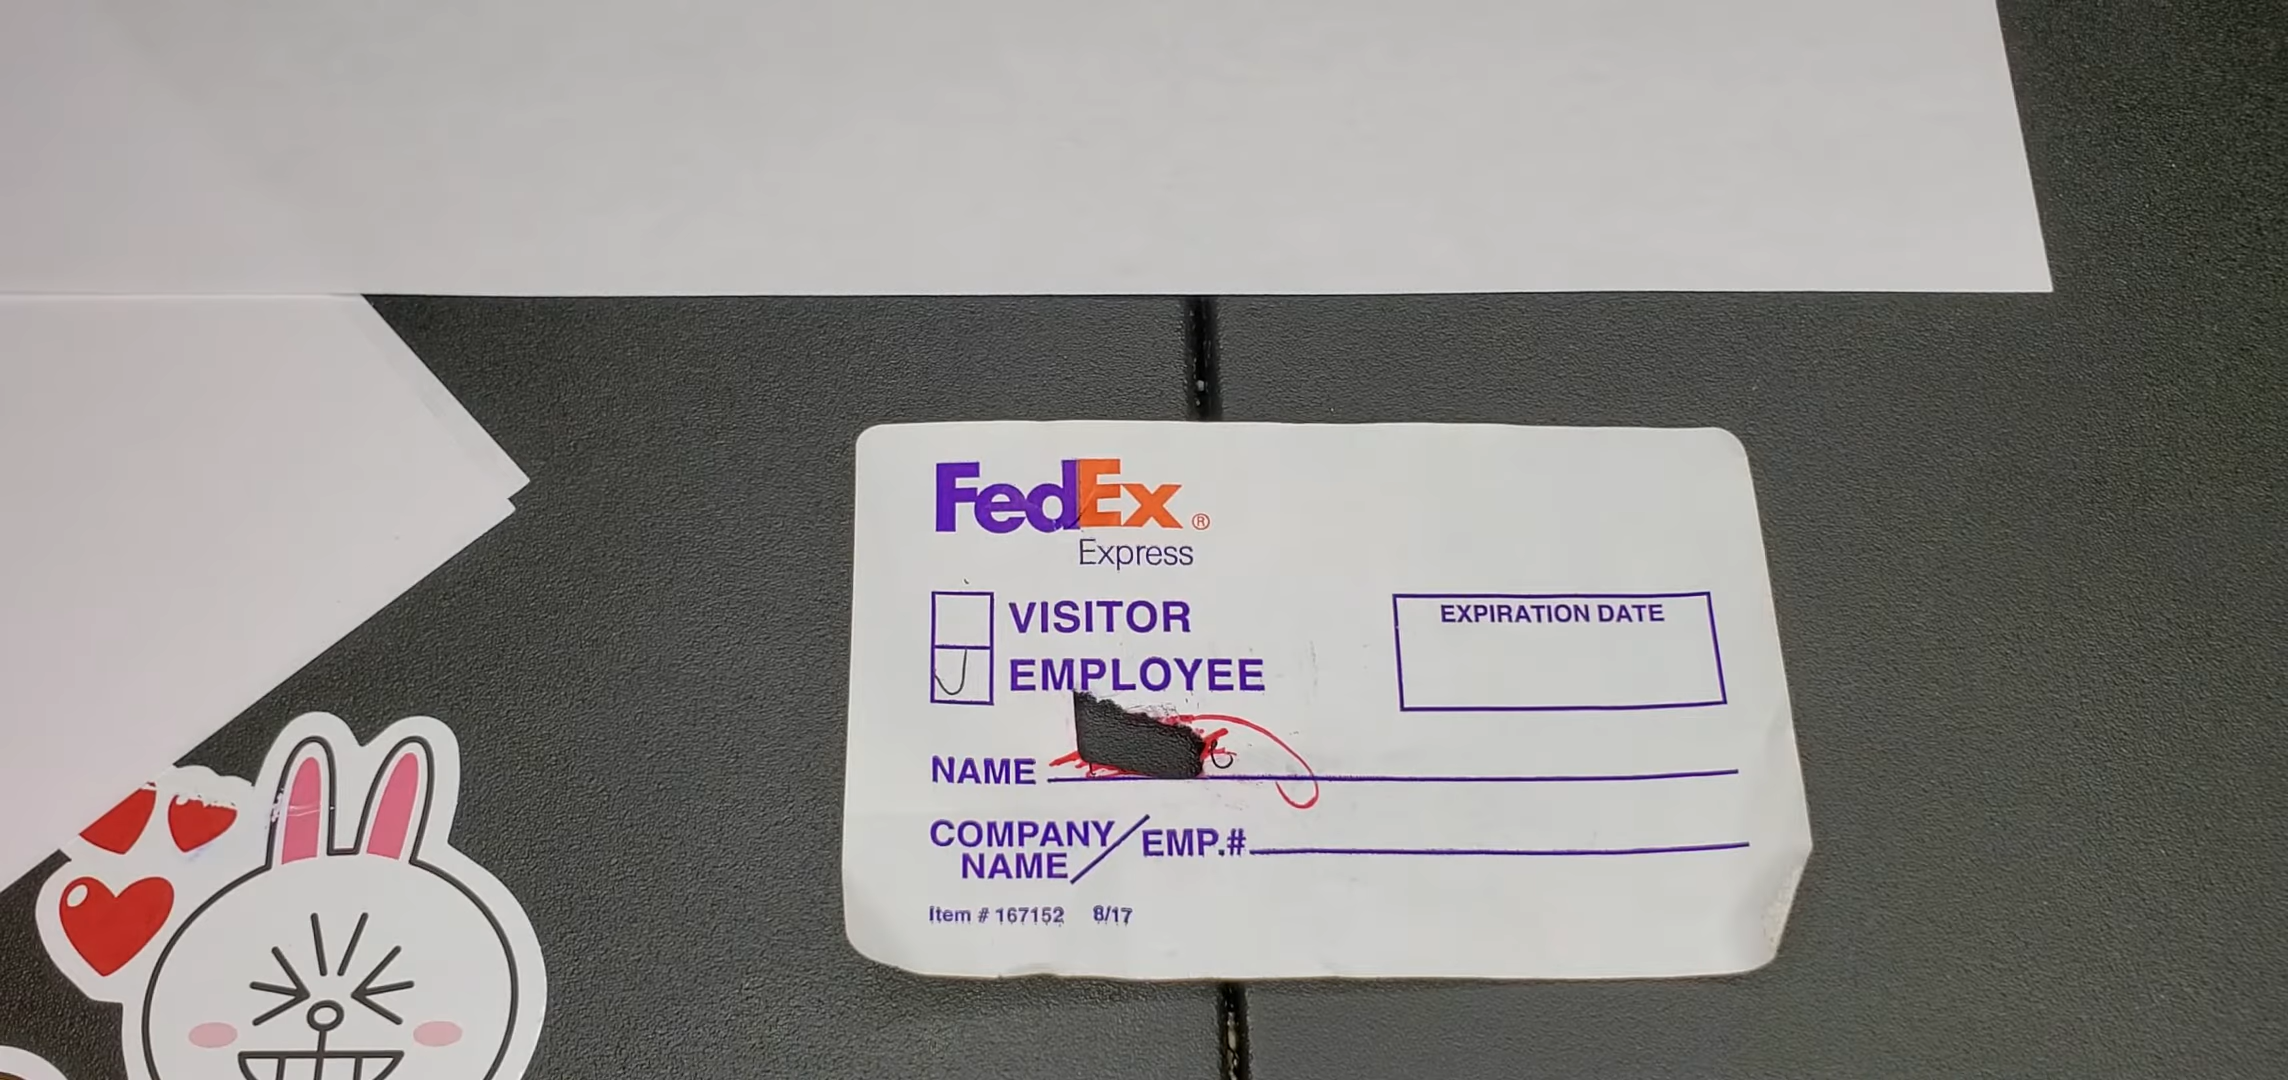 FedEx®
Express
VISITOR
EMPLOYEE
EXPIRATION DATE
NAME
COMPANY NAME/EMP.#
Item # 167152 8/17